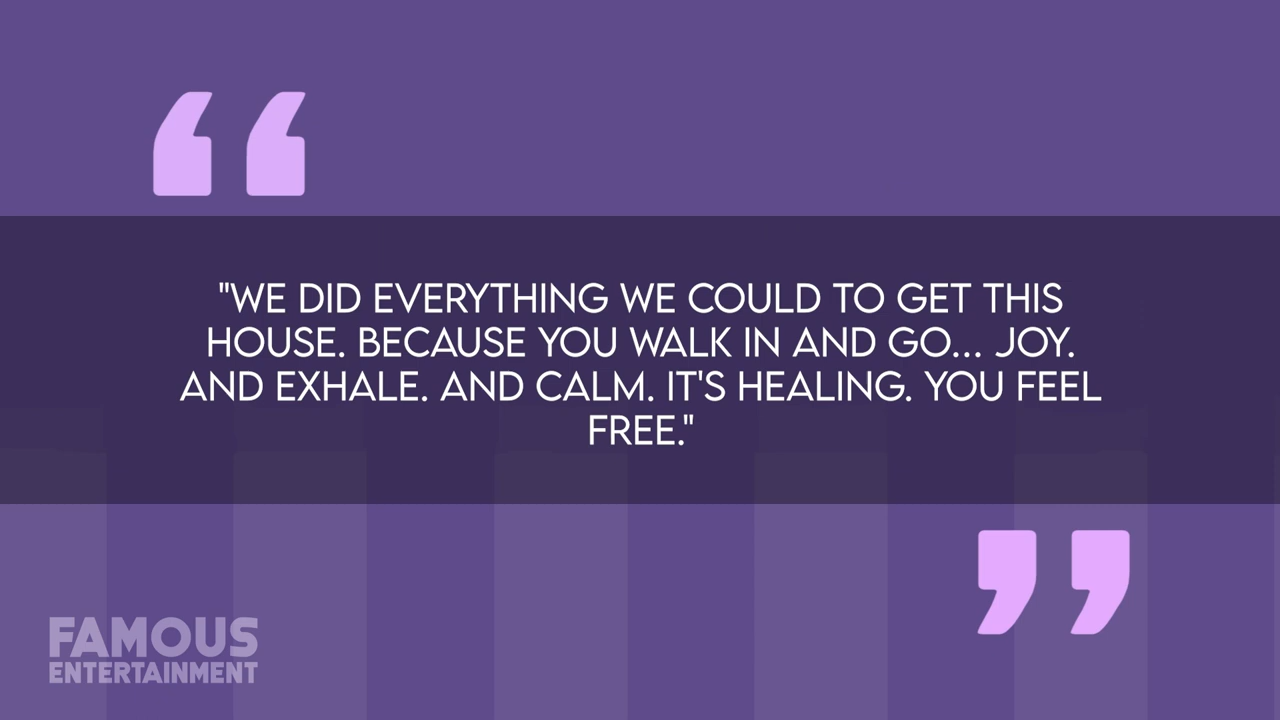 "WE DID EVERYTHING WE COULD TO GET THIS
HOUSE. BECAUSE YOU WALK IN AND GO... JOY.
AND EXHALE. AND CALM. IT'S HEALING. YOU FEEL
FREE."
FAMOUS
ENTERTAINMENT